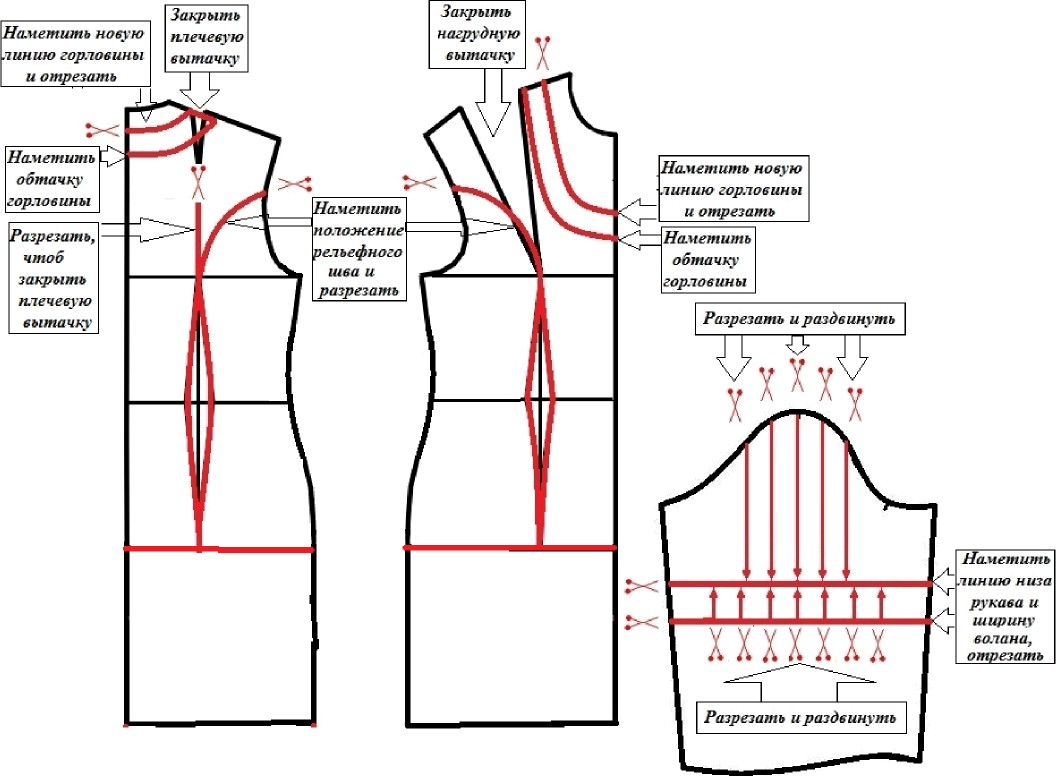 Наметить новую
линию горловины
и отрезать
Закрыть
плечевую
вытачку
Закрыть
нагрудную
вытачку
Наметить
обтачку
горловины
Разрезать,
чтоб
закрыть
плечевую
вытачку
Наметить
положение
рельефного
шва и
разрезать
Наметить новую
линию горловины
и отрезать
Наметить
обтачку
горловины
Разрезать и раздвинуть
Наметить
линию низа
рукава и
ширину
волана,
отрезать
Разрезать и раздвинуть